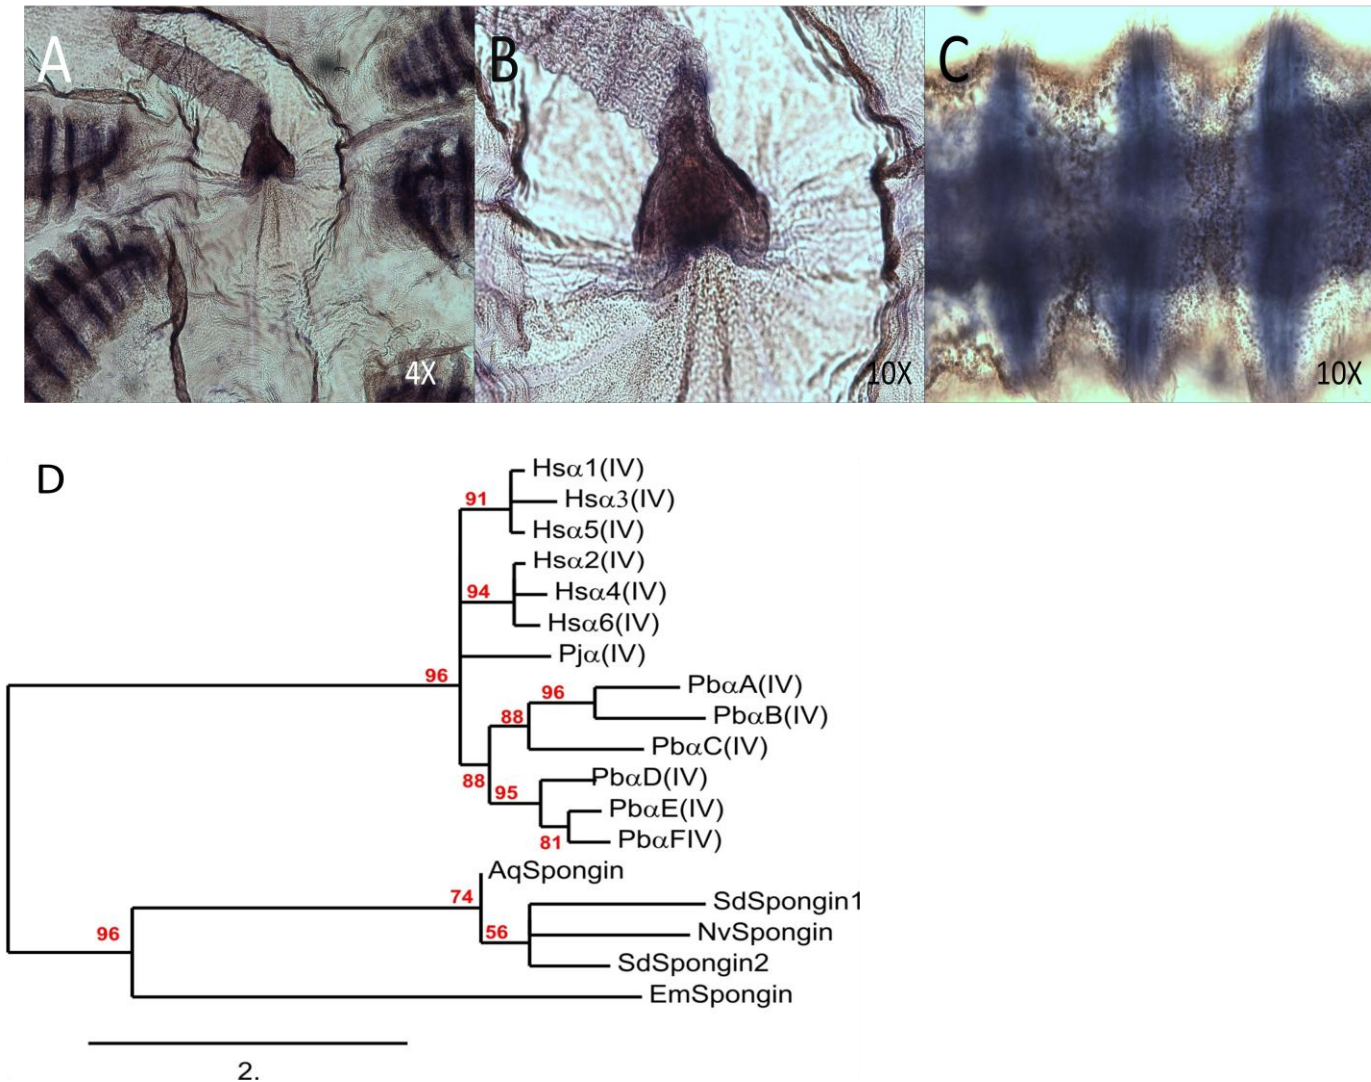 A
B
C
4X
10X
10X
D
Hsα1(IV)
91
Hsα3(IV)
Hsα5(IV)
Hsα2(IV)
94
Hsα4(IV)
Hsα6(IV)
Pjα(IV)
96
PbαA(IV)
96
PbαB(IV)
88
PbαC(IV)
88
PbαD(IV)
95
PbαE(IV)
81
PbαFIV)
AqSpongin
74
SdSpongin1
96
56
NvSpongin
SdSpongin2
EmSpongin
2.